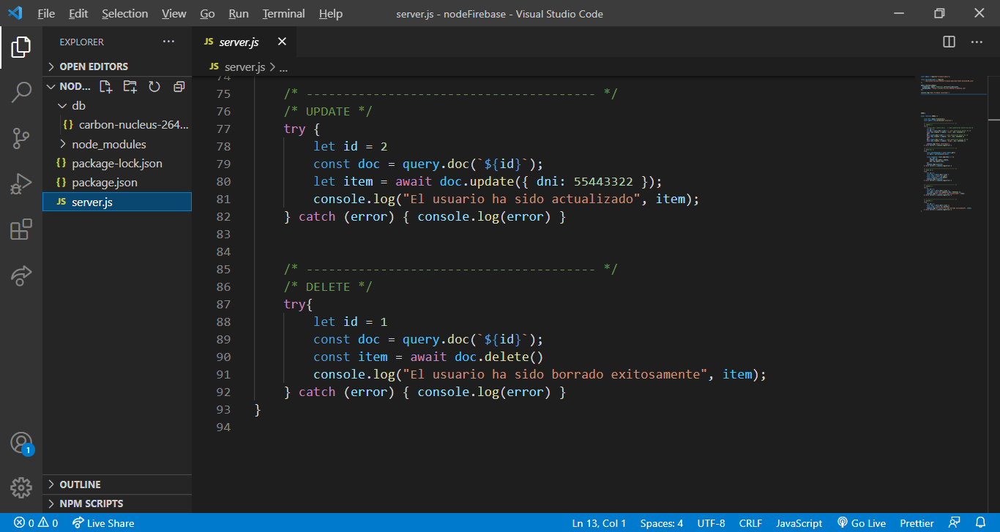 File Edit Selection View Go Run Terminal Help server.js - nodeFirebase - Visual Studio Code
EXPLORER ···
OPEN EDITORS
NOD...
db
{} carbon-nucleus-264...
node_modules
{} package-lock.json
{} package.json
JS server.js
OUTLINE
NPM SCRIPTS
JS server.js
JS server.js > ...
74
75 /* --------------------------------------- */
76 /* UPDATE */
77 try {
78 let id = 2
79 const doc = query.doc(`${id}`);
80 let item = await doc.update({ dni: 55443322 });
81 console.log("El usuario ha sido actualizado", item);
82 } catch (error) { console.log(error) }
83
84
85 /* --------------------------------------- */
86 /* DELETE */
87 try{
88 let id = 1
89 const doc = query.doc(`${id}`);
90 const item = await doc.delete()
91 console.log("El usuario ha sido borrado exitosamente", item);
92 } catch (error) { console.log(error) }
93 }
94
1
0 0 Live Share Ln 13, Col 1 Spaces: 4 UTF-8 CRLF JavaScript Go Live Prettier